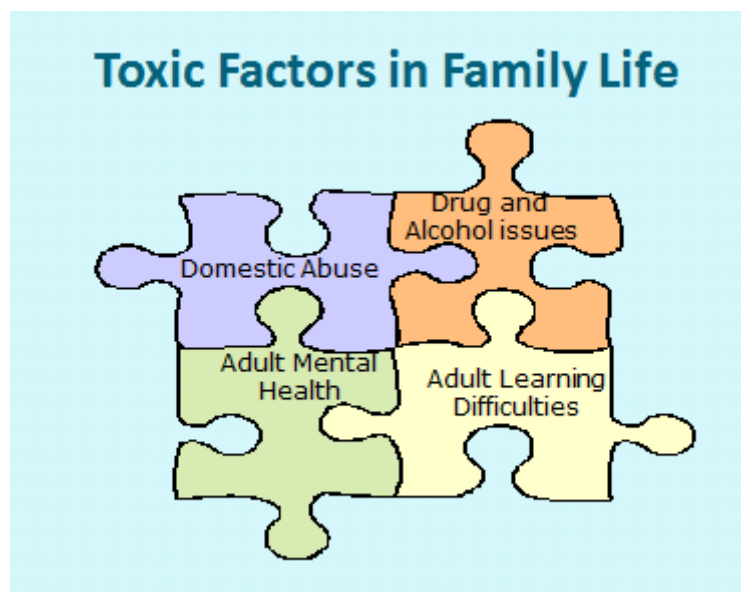 Toxic Factors in Family Life
Drug and
Alcohol issues
Domestic Abuse
Adult Mental
Health
Adult Learning
Difficulties